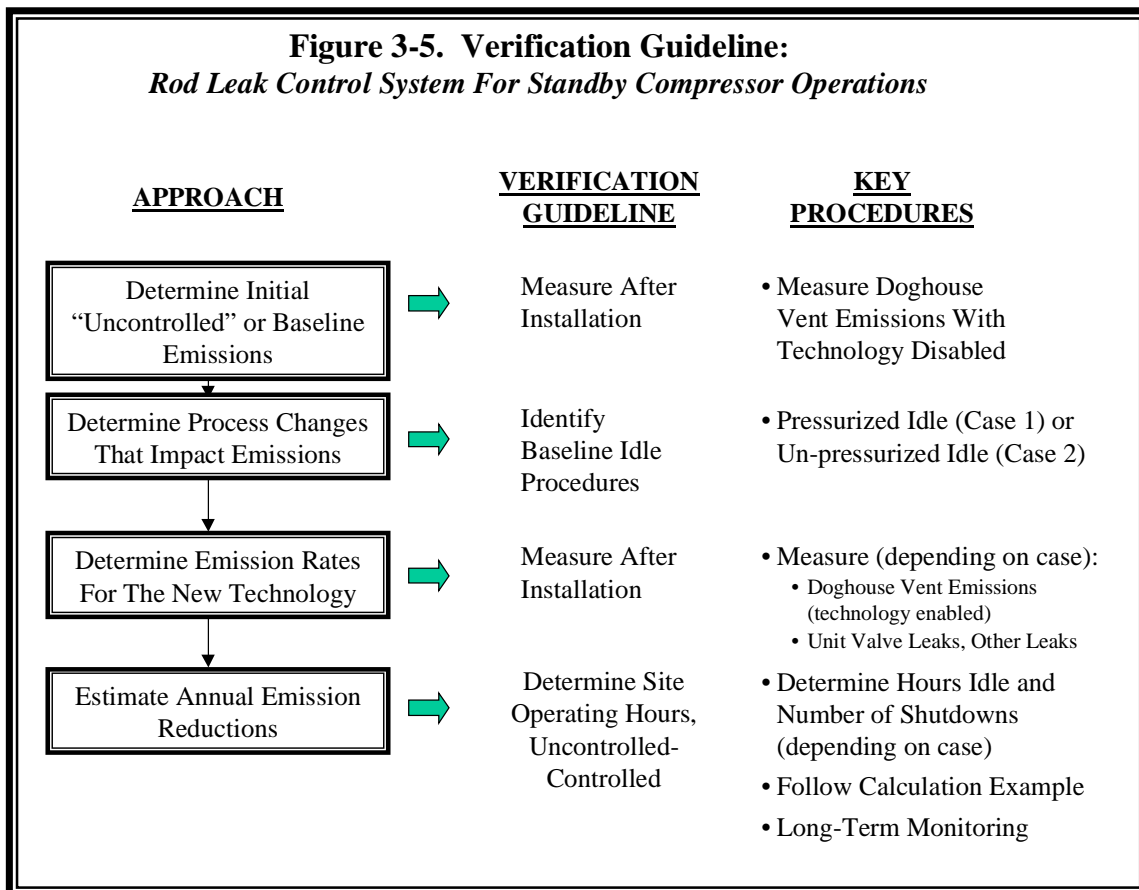 Figure 3-5. Verification Guideline:
Rod Leak Control System For Standby Compressor Operations
APPROACH
VERIFICATION
GUIDELINE
KEY
PROCEDURES
Determine Initial
“Uncontrolled” or Baseline
Emissions
Measure After
Installation
• Measure Doghouse
Vent Emissions With
Technology Disabled
Determine Process Changes
That Impact Emissions
Identify
Baseline Idle
Procedures
• Pressurized Idle (Case 1) or
Un-pressurized Idle (Case 2)
Determine Emission Rates
For The New Technology
Measure After
Installation
• Measure (depending on case):
• Doghouse Vent Emissions
(technology enabled)
• Unit Valve Leaks, Other Leaks
Estimate Annual Emission
Reductions
Determine Site
Operating Hours,
Uncontrolled-
Controlled
• Determine Hours Idle and
Number of Shutdowns
(depending on case)
• Follow Calculation Example
• Long-Term Monitoring